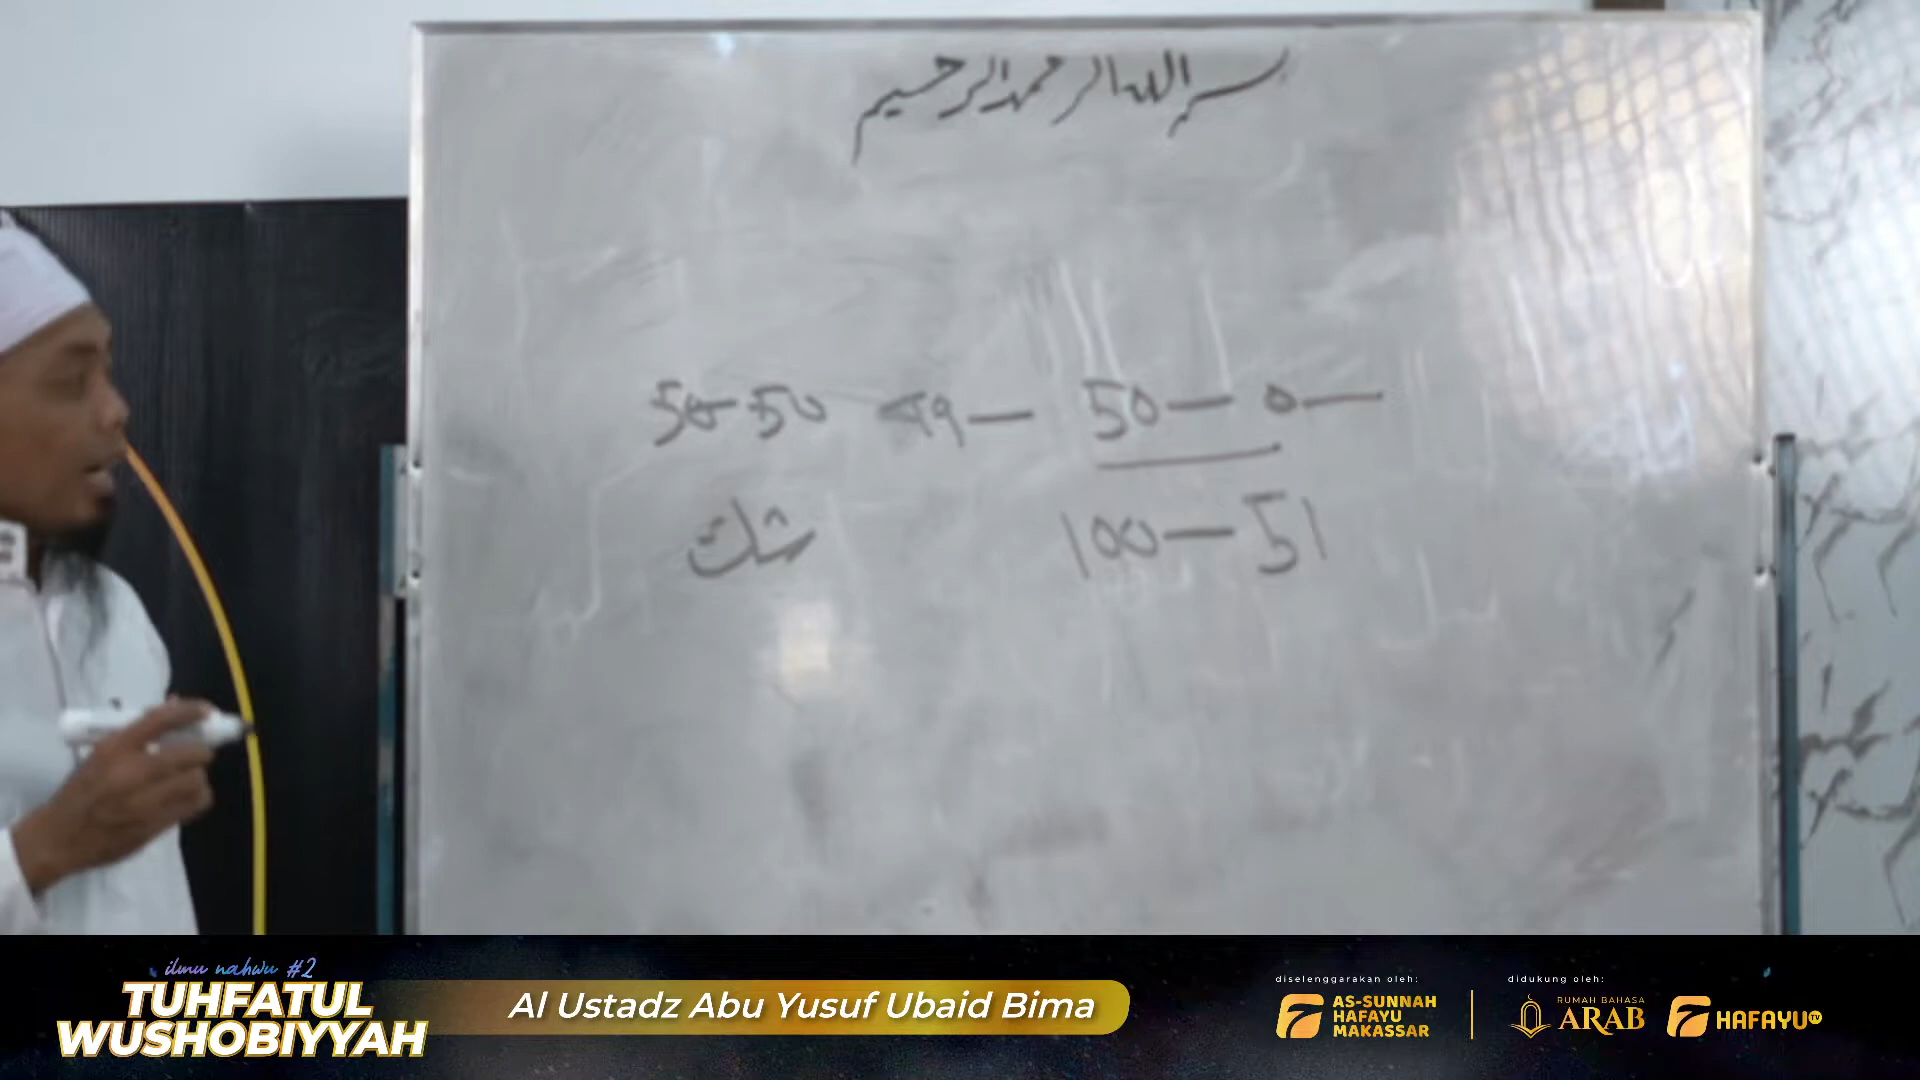 بسم الله الرحمن الرحيم
50-50 49— 50— 0—
شك 100—51
ilmu nahwu #2
TUHFATUL
WUSHOBIYYAH
Al Ustadz Abu Yusuf Ubaid Bima
diselenggarakan oleh:
AS-SUNNAH
HAFAYU
MAKASSAR
didukung oleh:
RUMAH BAHASA
ARAB
HAFAYU TV